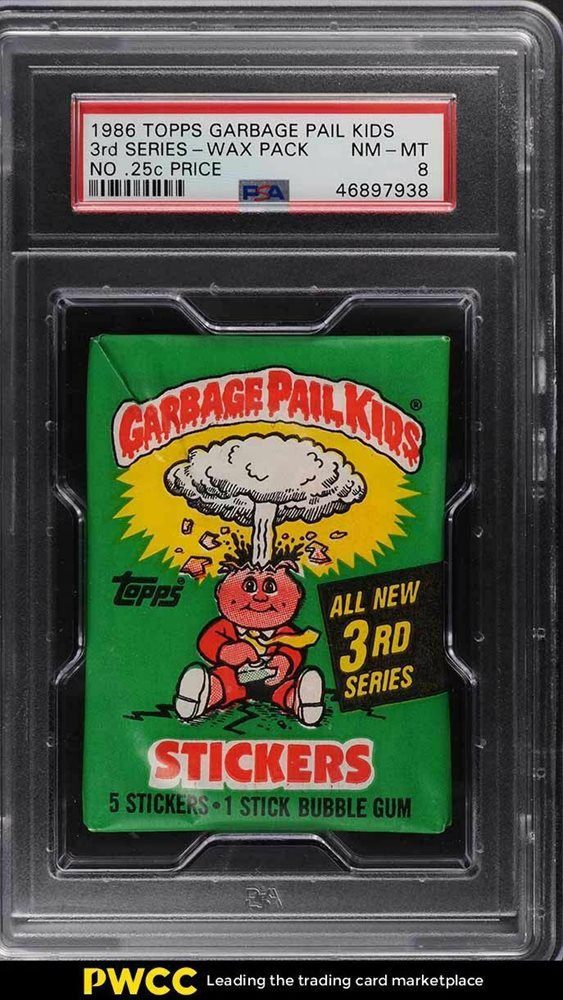 1986 TOPPS GARBAGE PAIL KIDS
3rd SERIES – WAX PACK NM – MT
NO .25c PRICE 8
PSA 46897938
GARBAGE PAIL KIDS ®
Topps®
ALL NEW
3RD
SERIES
STICKERS
5 STICKERS • 1 STICK BUBBLE GUM
PSA
PWCC Leading the trading card marketplace